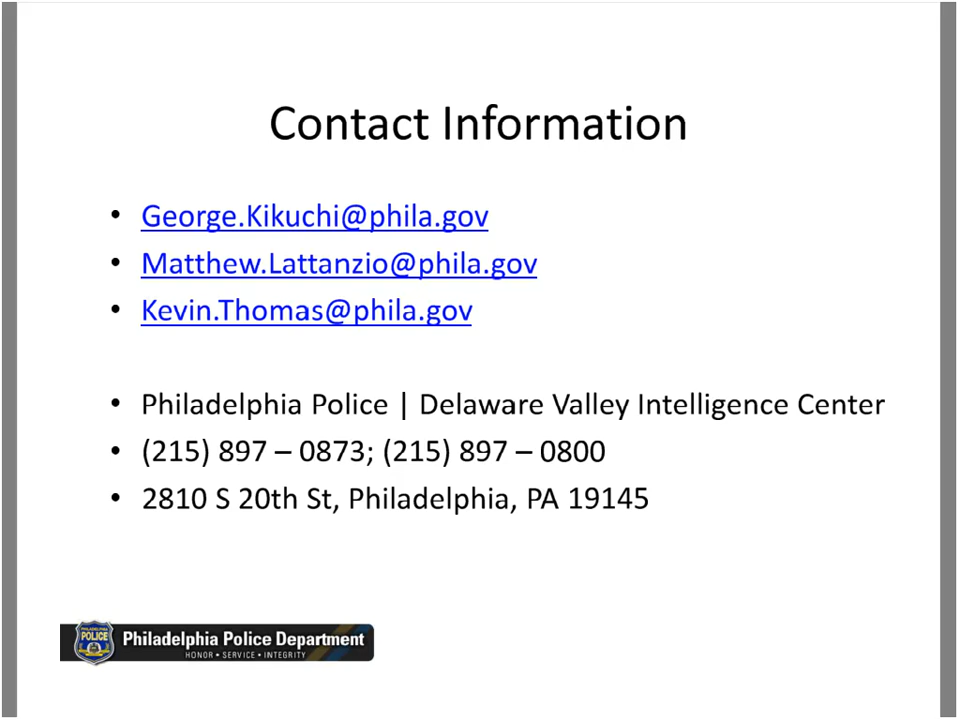 Contact Information
• George.Kikuchi@phila.gov
• Matthew.Lattanzio@phila.gov
• Kevin.Thomas@phila.gov
• Philadelphia Police | Delaware Valley Intelligence Center
• (215) 897 – 0873; (215) 897 – 0800
• 2810 S 20th St, Philadelphia, PA 19145
PHILADELPHIA
POLICE
Philadelphia Police Department
HONOR • SERVICE • INTEGRITY